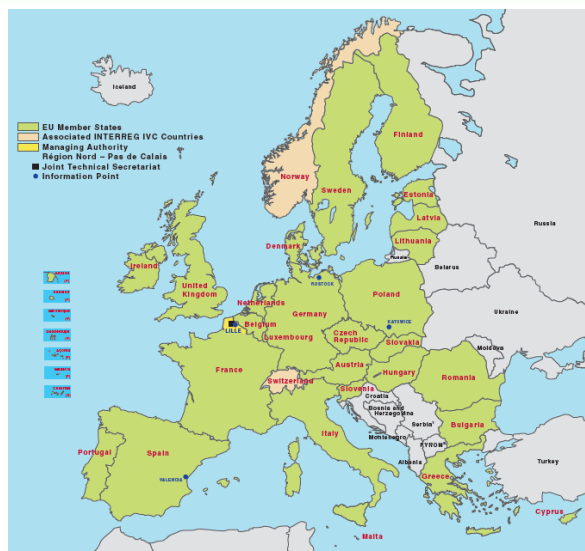 Iceland
EU Member States
Associated INTERREG IVC Countries
Managing Authority
Région Nord – Pas de Calais
Joint Technical Secretariat
Information Point
Finland
Norway
Sweden
Russia
Estonia
Latvia
Denmark
Lithuania
Russia
Belarus
Ireland
United
Kingdom
ROSTOCK
Netherlands
Poland
Germany
Ukraine
Belgium
LILLE
KATOWICE
Luxembourg
Czech
Republic
Slovakia
Moldova
Austria
France
Hungary
Switzerland
Romania
Slovenia
Croatia
Bosnia and
Herzegovina
Serbia
Italy
Bulgaria
Montenegro
FYROM
Portugal
Spain
Albania
Turkey
VALENCIA
Greece
Cyprus
Malta